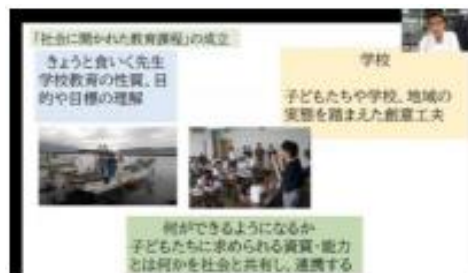 「社会に開かれた教育課程」の成立
きょうと食いく先生
学校教育の性質、目
的や目標の理解
学校
子どもたちや学校、地域の
実態を踏まえた創意工夫
何ができるようになるか
子どもたちに求められる資質・能力
とは何かを社会と共有し、連携する